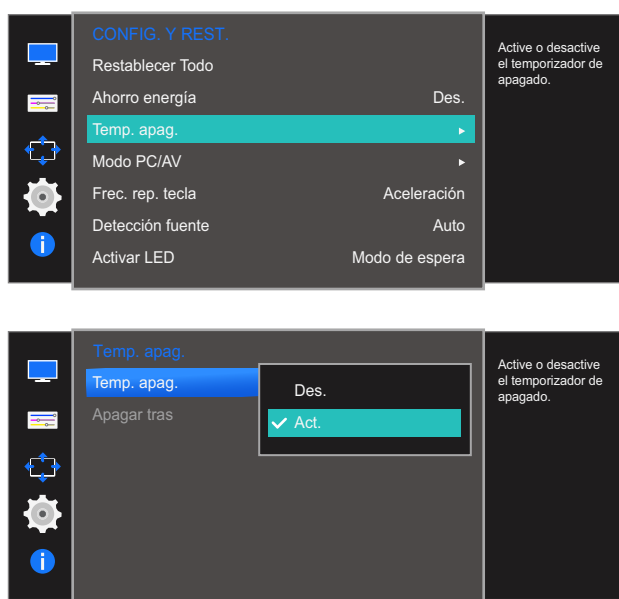 CONFIG. Y REST.
Restablecer Todo
Ahorro energía Des.
Temp. apag.
Modo PC/AV
Frec. rep. tecla Aceleración
Detección fuente Auto
Activar LED Modo de espera
Active o desactive
el temporizador de
apagado.
Temp. apag.
Temp. apag.
Apagar tras
Des.
Act.
Active o desactive
el temporizador de
apagado.